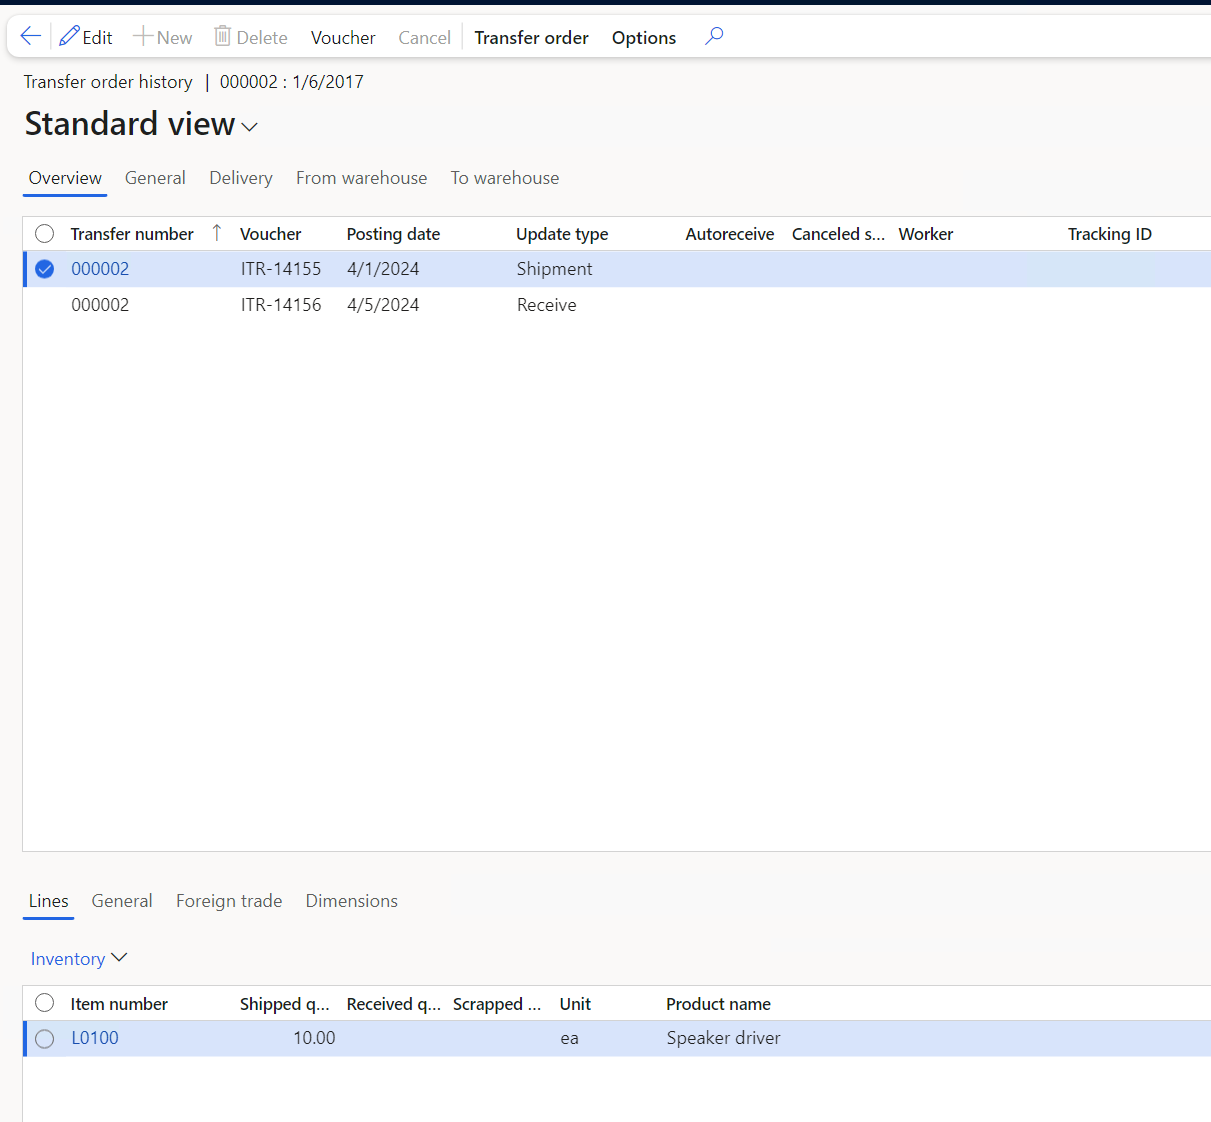 Edit New Delete Voucher Cancel Transfer order Options
Transfer order history | 000002 : 1/6/2017
Standard view
Overview General Delivery From warehouse To warehouse
Transfer number Voucher Posting date Update type Autoreceive Canceled s... Worker Tracking ID
000002 ITR-14155 4/1/2024 Shipment
000002 ITR-14156 4/5/2024 Receive
Lines General Foreign trade Dimensions
Inventory
Item number Shipped q... Received q... Scrapped ... Unit Product name
L0100 10.00 ea Speaker driver